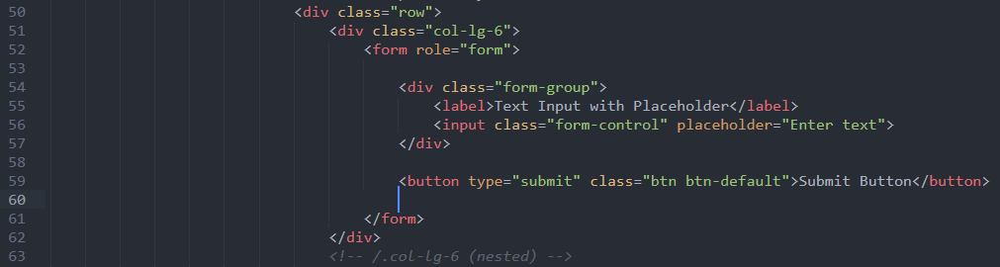 50 <div class="row">
51 <div class="col-lg-6">
52 <form role="form">
53
54 <div class="form-group">
55 <label>Text Input with Placeholder</label>
56 <input class="form-control" placeholder="Enter text">
57 </div>
58
59 <button type="submit" class="btn btn-default">Submit Button</button>
60
61 </form>
62 </div>
63 <!-- /.col-lg-6 (nested) -->